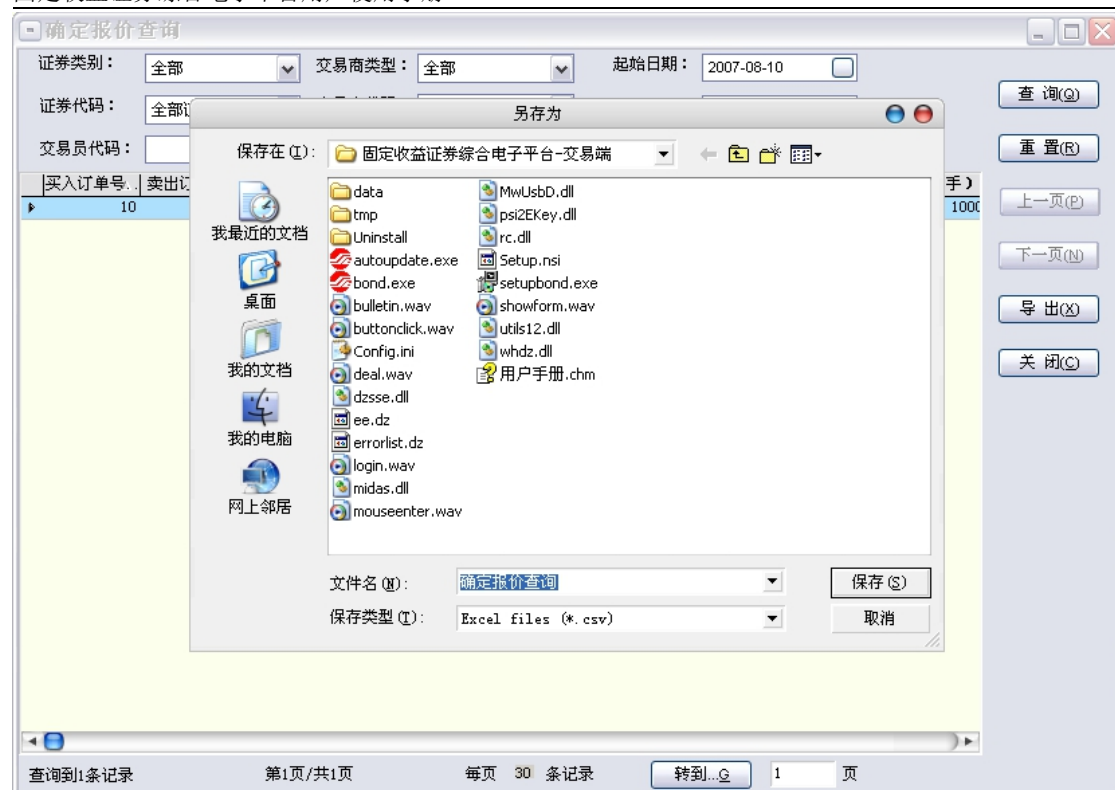 确定报价查询
证券类别： 全部 交易商类型： 全部 起始日期： 2007-08-10
查 询(Q)
证券代码： 全部
另存为
交易员代码：
保存在(I)： 固定收益证券综合电子平台-交易端
重 置(R)
买入订单号.. 卖出订 手)
10 1000
上一页(P)
下一页(N)
导 出(X)
关 闭(C)
我最近的文档
桌面
我的文档
我的电脑
网上邻居
data
tmp
Uninstall
autoupdate.exe
bond.exe
bulletin.wav
buttonclick.wav
Config.ini
deal.wav
dzsse.dll
ee.dz
errorlist.dz
login.wav
midas.dll
mouseenter.wav
MwUsbD.dll
psi2EKey.dll
rc.dll
Setup.nsi
setupbond.exe
showform.wav
utils12.dll
whdz.dll
用户手册.chm
文件名(N)： 确定报价查询 保存(S)
保存类型(T)： Excel files (*.csv) 取消
查询到1条记录 第1页/共1页 每页 30 条记录 转到...G 1 页